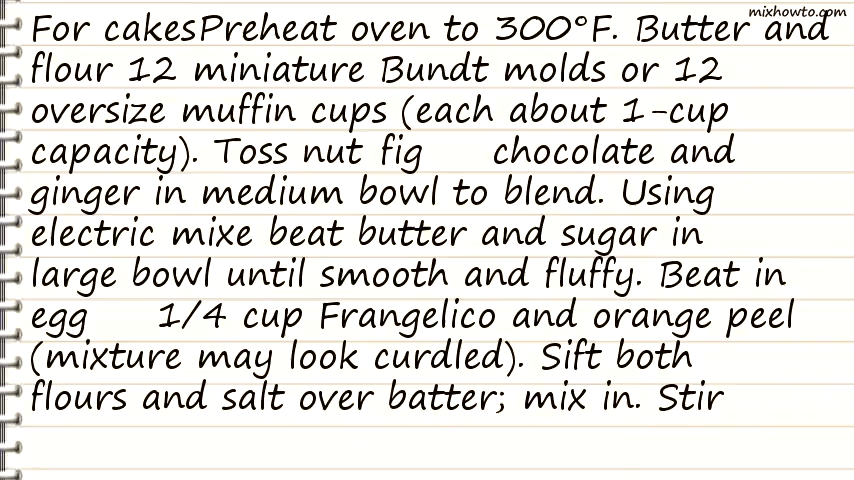 mixhowto.com
For cakesPreheat oven to 300°F. Butter and
flour 12 miniature Bundt molds or 12
oversize muffin cups (each about 1-cup
capacity). Toss nut fig chocolate and
ginger in medium bowl to blend. Using
electric mixe beat butter and sugar in
large bowl until smooth and fluffy. Beat in
egg 1/4 cup Frangelico and orange peel
(mixture may look curdled). Sift both
flours and salt over batter; mix in. Stir